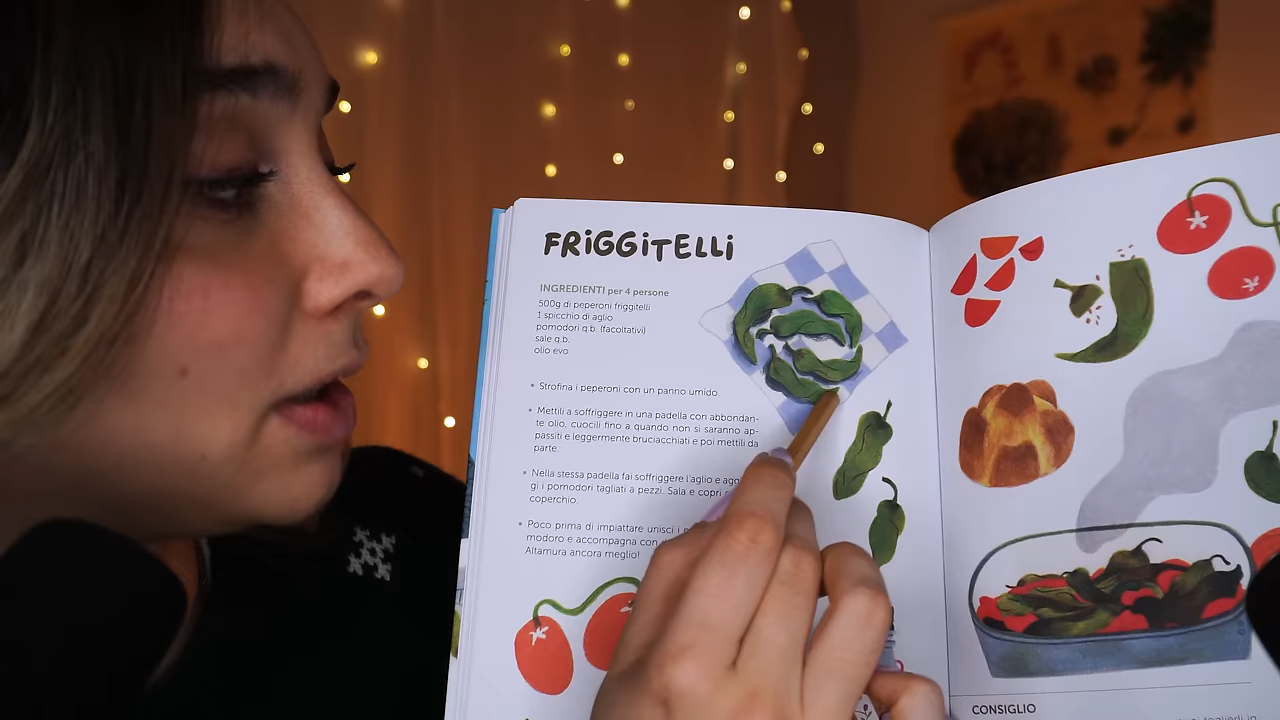 FRiGGiTELLi
INGREDIENTI per 4 persone
500g di peperoni friggitelli
1 spicchio di aglio
pomodori q.b. (facoltativi)
sale q.b.
olio evo
• Strofina i peperoni con un panno umido.
• Mettili a soffriggere in una padella con abbondan-
te olio, cuocili fino a quando non si saranno ap-
passiti e leggermente bruciacchiati e poi mettili da
parte.
• Nella stessa padella fai soffriggere l'aglio e
gi i pomodori tagliati a pezzi. Sala e copri
coperchio.
• Poco prima di impiattare unisci i
modoro e accompagna con
Altamura ancora meglio!
CONSIGLIO